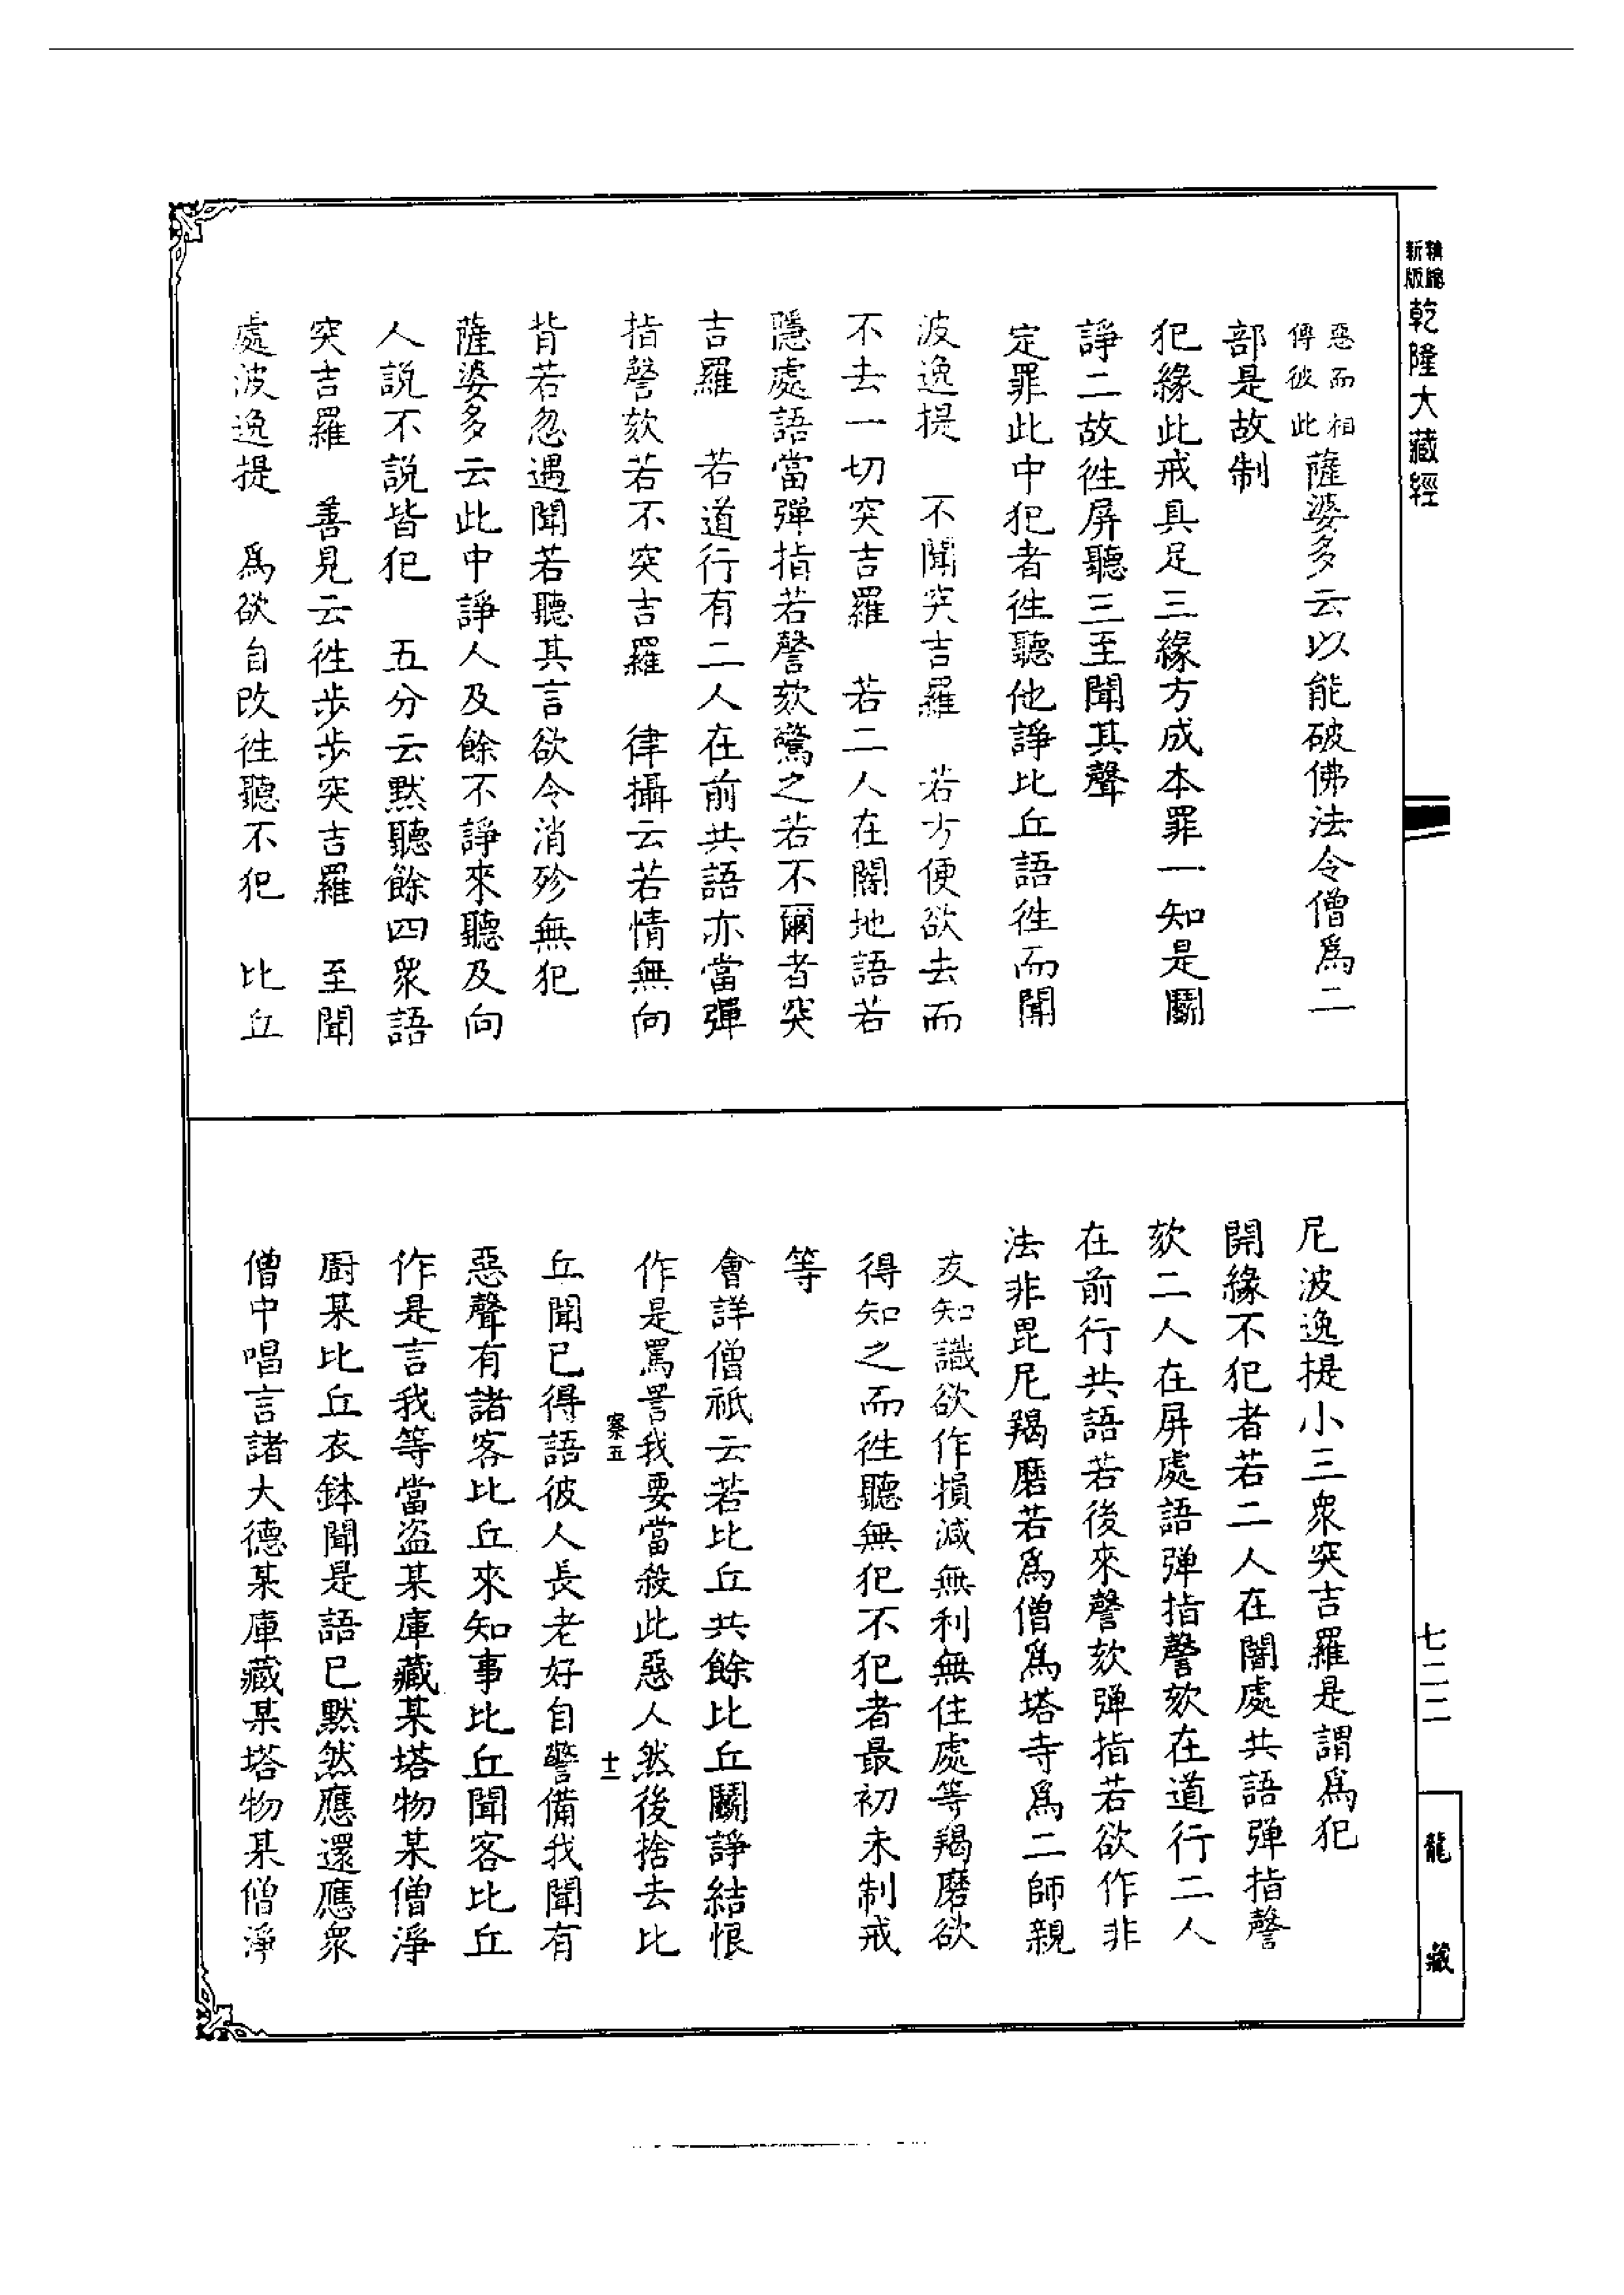 精縮新版
乾隆大藏經
惡而相
傳彼此
薩婆多云以能破佛法令僧爲二
部是故制
犯緣此戒具足三緣方成本罪一知是鬭
諍二故徃屏聽三至聞其聲
定罪此中犯者徃聽他諍比丘語徃而聞
波逸提　不聞突吉羅　若方便欲去而
不去一切突吉羅　若二人在闇地語若
隱處語當彈指若謦欬驚之若不爾者突
吉羅　若道行有二人在前共語亦當彈
指謦欬若不突吉羅　律攝云若情無向
背若忽遇聞若聽其言欲令消殄無犯
薩婆多云此中諍人及餘不諍來聽及向
人説不説皆犯　五分云黙聽餘四衆語
突吉羅　善見云徃步步突吉羅　至聞
處波逸提　爲欲自改徃聽不犯　比丘
尼波逸提小三衆突吉羅是謂爲犯
開緣不犯者若二人在闇處共語彈指謦
欬二人在屏處語彈指謦欬在道行二人
在前行共語若後來謦欬彈指若欲作非
法非毘尼羯磨若爲僧爲塔寺爲二師親
友知識欲作損減無利無住處等羯磨欲
得知之而徃聽無犯不犯者最初未制戒
等
會詳僧祇云若比丘共餘比丘鬭諍結恨
作是罵詈我要當殺此惡人然後捨去比
寮五　十二
丘聞已得語彼人長老好自警備我聞有
惡聲有諸客比丘來知事比丘聞客比丘
作是言我等當盜某庫藏某塔物某僧淨
厨某比丘衣鉢聞是語已黙然應還應衆
僧中唱言諸大德某庫藏某塔物某僧淨
七二二
龍藏